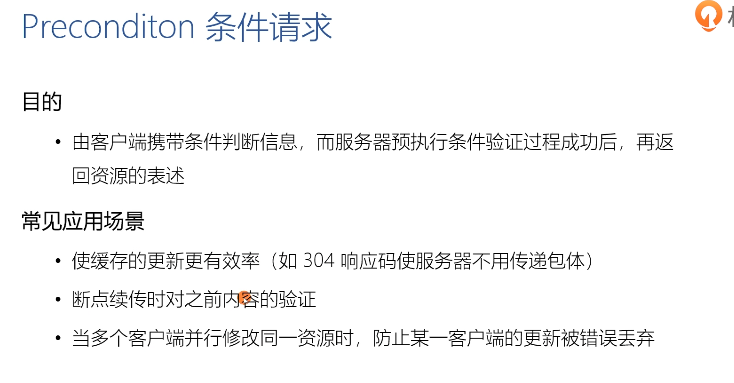 Preconditon 条件请求
目的
• 由客户端携带条件判断信息，而服务器预执行条件验证过程成功后，再返
回资源的表述
常见应用场景
• 使缓存的更新更有效率（如 304 响应码使服务器不用传递包体）
• 断点续传时对之前内容的验证
• 当多个客户端并行修改同一资源时，防止某一客户端的更新被错误丢弃